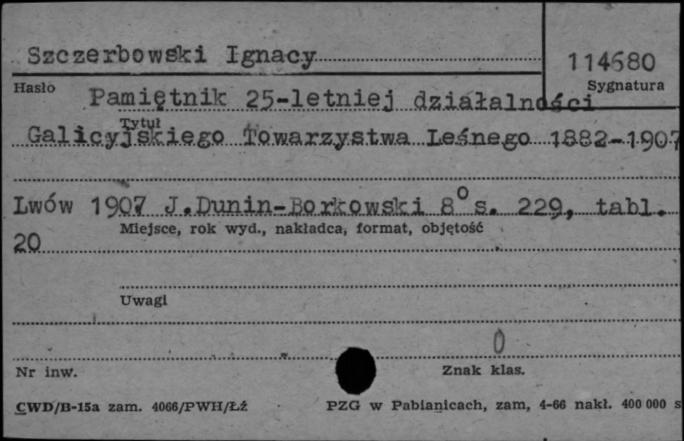 Szczerbowski Ignacy
114680
Hasło
Sygnatura
Pamiętnik 25-letniej działalności
Tytuł
Galicyjskiego Towarzystwa Leśnego 1882-1907
Lwów 1907 J.Dunin-Borkowski 8° s. 229, tabl.
Miejsce, rok wyd., nakładca, format, objętość
20
Uwagi
0
Nr inw.
Znak klas.
CWD/B-15a zam. 4066/PWH/Łż
PZG w Pabianicach, zam, 4-66 nakł. 400 000 s